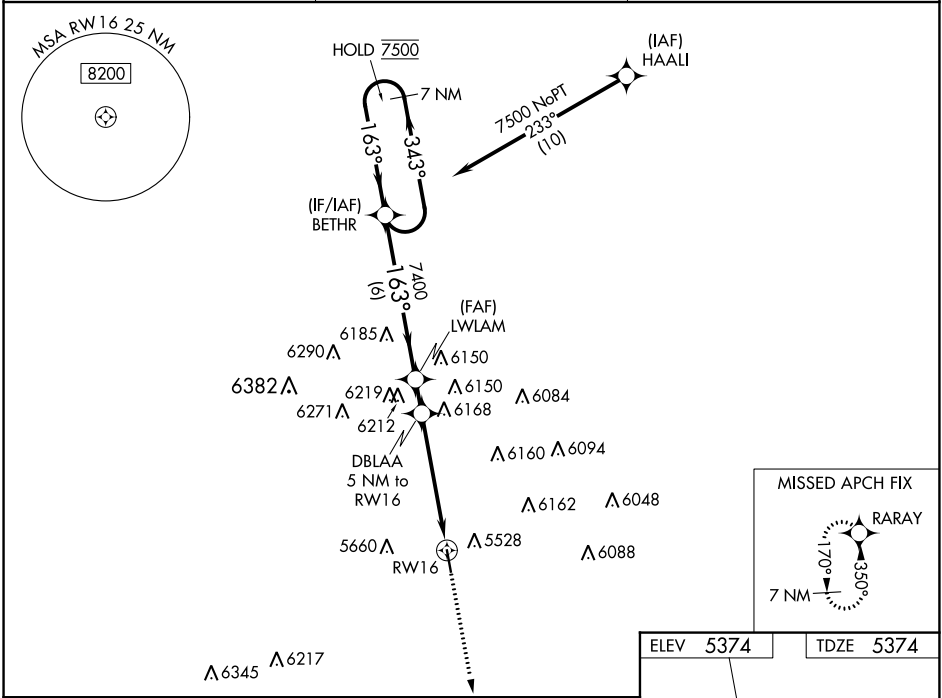 MSA RW16 25 NM
8200
HOLD 7500
7 NM
(IAF)
HAALI
7500 NoPT
233°
(10)
163°
343°
(IF/IAF)
BETHR
7400
163°
(6)
(FAF)
LWLAM
6185
6290
6150
6382
6219
6150
6084
6271
6212
6168
DBLAA
5 NM to
RW16
6160
6094
6162
6048
5660
5528
6088
RW16
MISSED APCH FIX
RARAY
170°
350°
7 NM
6345
6217
ELEV 5374
TDZE 5374